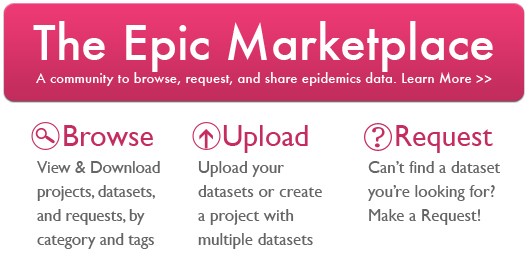 The Epic Marketplace
A community to browse, request, and share epidemics data. Learn More >>
Browse
View & Download
projects, datasets,
and requests, by
category and tags
Upload
Upload your
datasets or create
a project with
multiple datasets
?
Request
Can't find a dataset
you're looking for?
Make a Request!